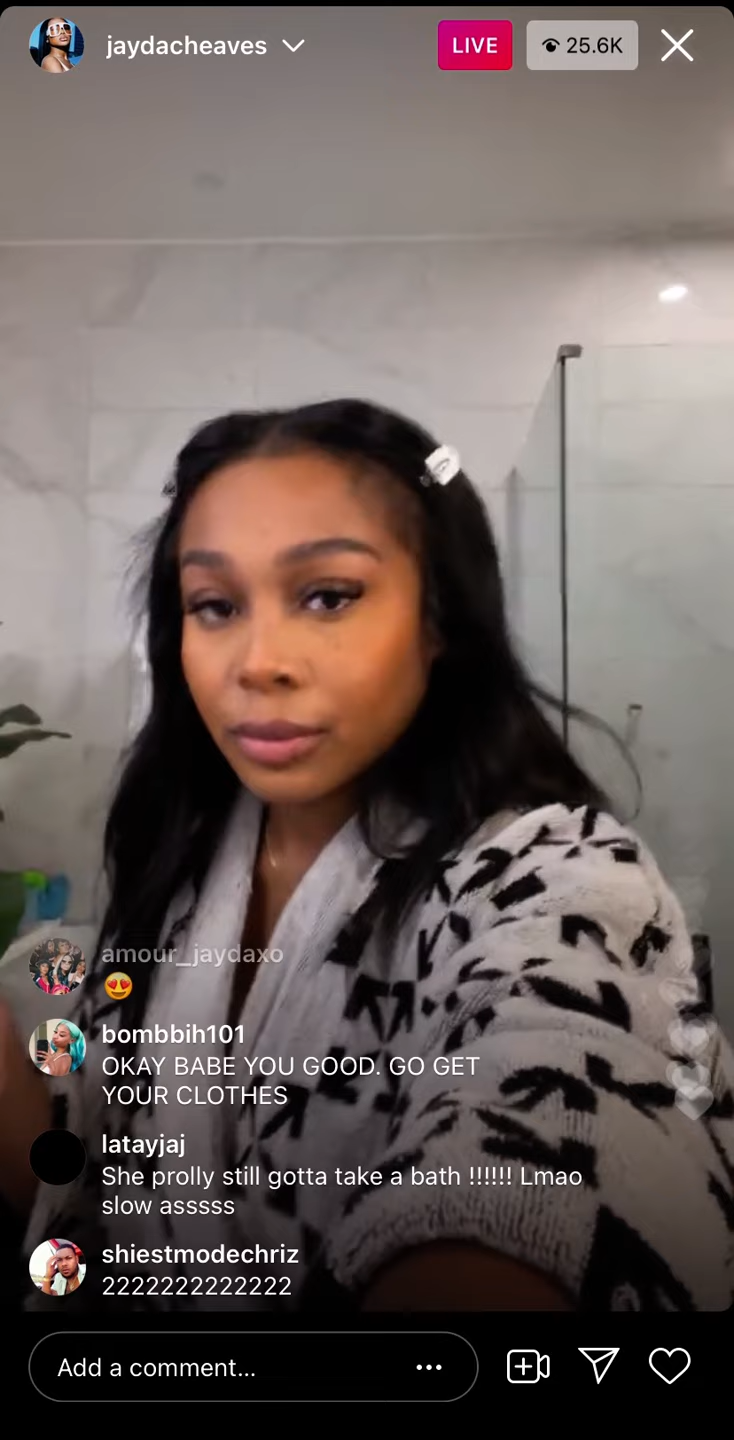 jaydacheaves
LIVE
25.6K
amour_jaydaxo
😍
bombbih101
OKAY BABE YOU GOOD. GO GET
YOUR CLOTHES
latayjaj
She prolly still gotta take a bath !!!!!! Lmao
slow asssss
shiestmodechriz
2222222222222
Add a comment...